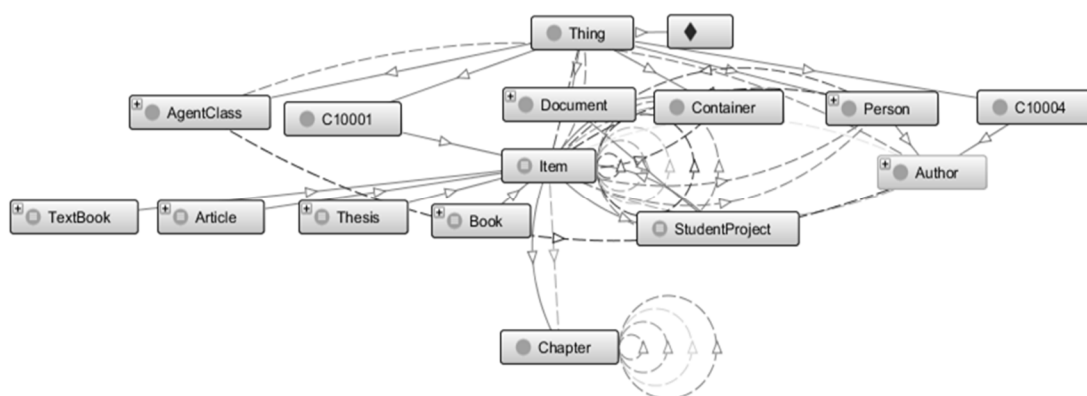 Thing
AgentClass
C10001
Document
Container
Person
C10004
Item
Author
TextBook
Article
Thesis
Book
StudentProject
Chapter